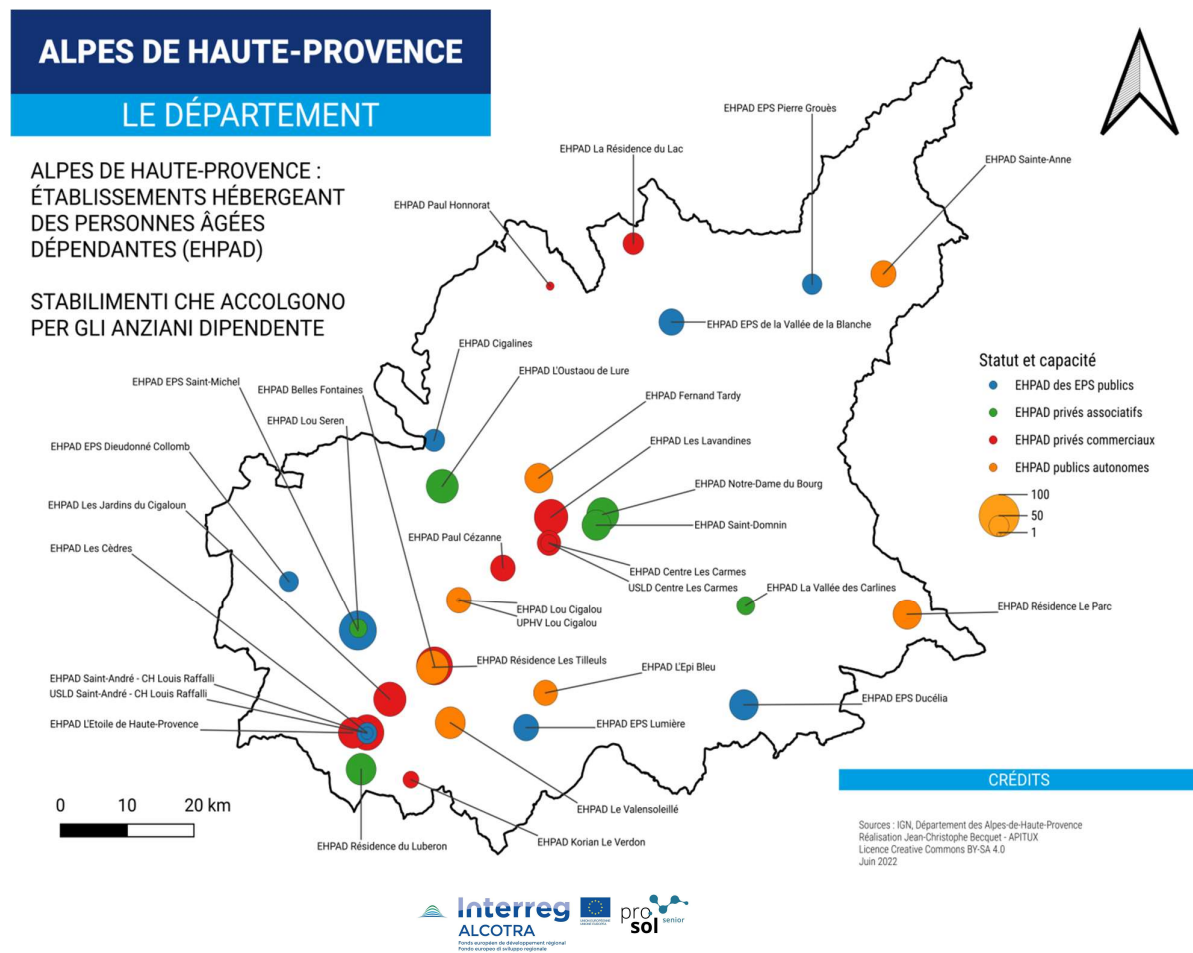 ALPES DE HAUTE-PROVENCE
LE DÉPARTEMENT
ALPES DE HAUTE-PROVENCE :
ÉTABLISSEMENTS HÉBERGEANT
DES PERSONNES ÂGÉES
DÉPENDANTES (EHPAD)
STABILIMENTI CHE ACCOLGONO
PER GLI ANZIANI DIPENDENTE
EHPAD EPS Pierre Grouès
EHPAD La Résidence du Lac
EHPAD Sainte-Anne
EHPAD Paul Honnorat
EHPAD EPS de la Vallée de la Blanche
EHPAD Cigalines
EHPAD L'Oustaou de Lure
EHPAD EPS Saint-Michel
EHPAD Belles Fontaines
EHPAD Fernand Tardy
EHPAD Lou Seren
EHPAD Les Lavandines
EHPAD EPS Dieudonné Collomb
EHPAD Notre-Dame du Bourg
EHPAD Les Jardins du Cigaloun
EHPAD Saint-Domnin
EHPAD Paul Cézanne
EHPAD Les Cèdres
EHPAD Centre Les Carmes
USLD Centre Les Carmes
EHPAD La Vallée des Carlines
EHPAD Lou Cigalou
UPHV Lou Cigalou
EHPAD Résidence Le Parc
EHPAD Résidence Les Tilleuls
EHPAD L'Epi Bleu
EHPAD Saint-André - CH Louis Raffalli
USLD Saint-André - CH Louis Raffalli
EHPAD EPS Ducélia
EHPAD L'Etoile de Haute-Provence
EHPAD EPS Lumière
EHPAD Le Valensoleillé
EHPAD Korian Le Verdon
EHPAD Résidence du Luberon
Statut et capacité
EHPAD des EPS publics
EHPAD privés associatifs
EHPAD privés commerciaux
EHPAD publics autonomes
100
50
1
0 10 20 km
CRÉDITS
Sources : IGN, Département des Alpes-de-Haute-Provence
Réalisation Jean-Christophe Becquet - APITUX
Licence Creative Commons BY-SA 4.0
Juin 2022
Interreg
ALCOTRA
Fonds européen de développement régional
Fondo europeo di sviluppo regionale
pro
sol
senior